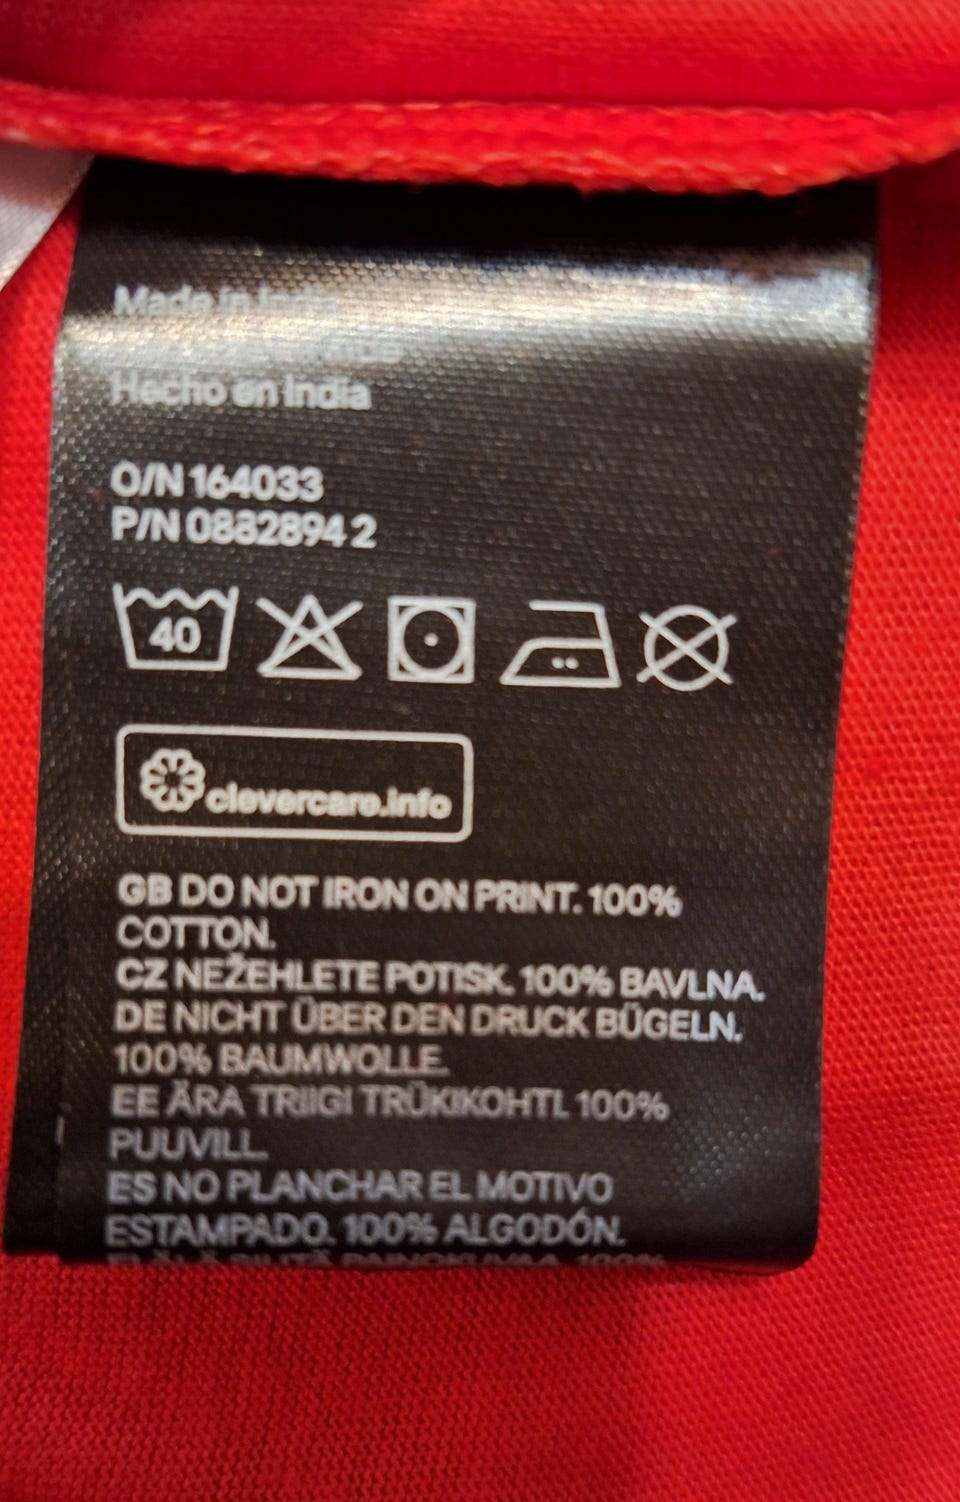 Made in India
Hecho en India
O/N 164033
P/N 0882894 2
40
clevercare.info
GB DO NOT IRON ON PRINT. 100%
COTTON.
CZ NEŽEHLETE POTISK. 100% BAVLNA.
DE NICHT ÜBER DEN DRUCK BÜGELN.
100% BAUMWOLLE.
EE ÄRA TRIIGI TRÜKIKOHTI. 100%
PUUVILL.
ES NO PLANCHAR EL MOTIVO
ESTAMPADO. 100% ALGODÓN.